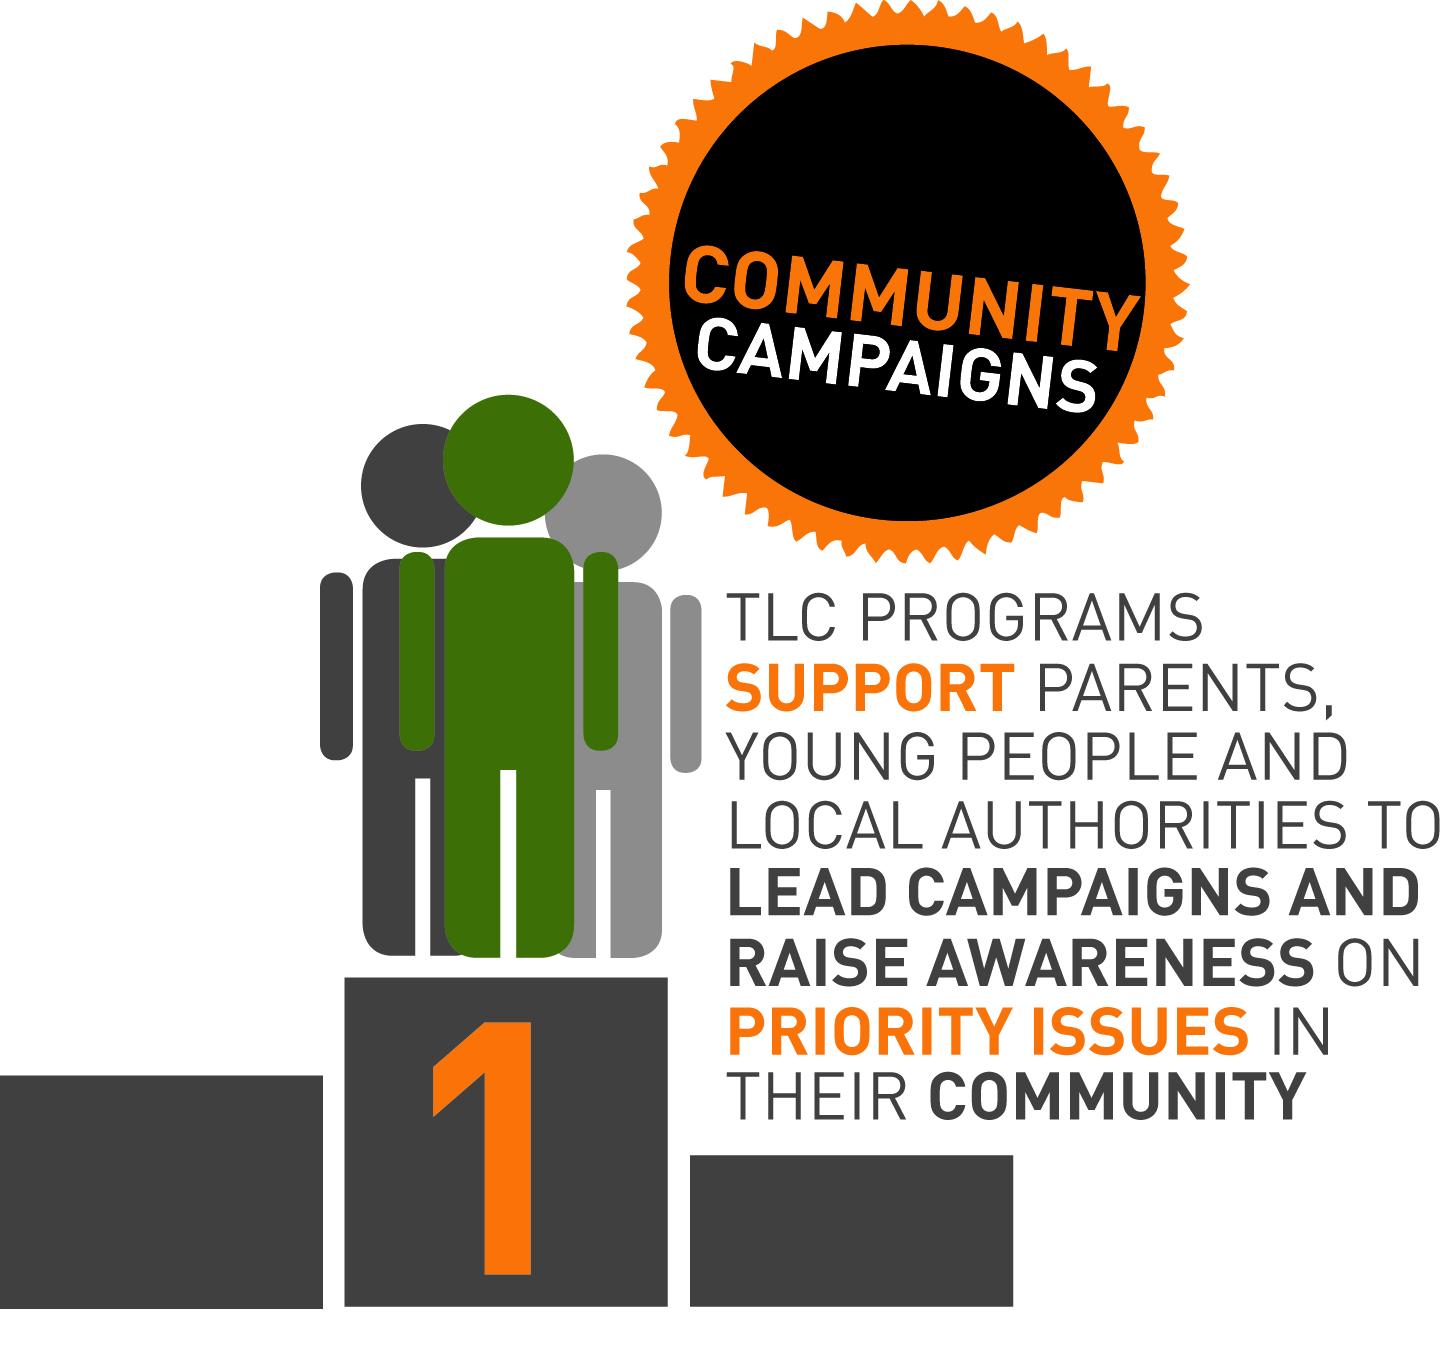 COMMUNITY
CAMPAIGNS
TLC PROGRAMS
SUPPORT PARENTS,
YOUNG PEOPLE AND
LOCAL AUTHORITIES TO
LEAD CAMPAIGNS AND
RAISE AWARENESS ON
PRIORITY ISSUES IN
THEIR COMMUNITY
1